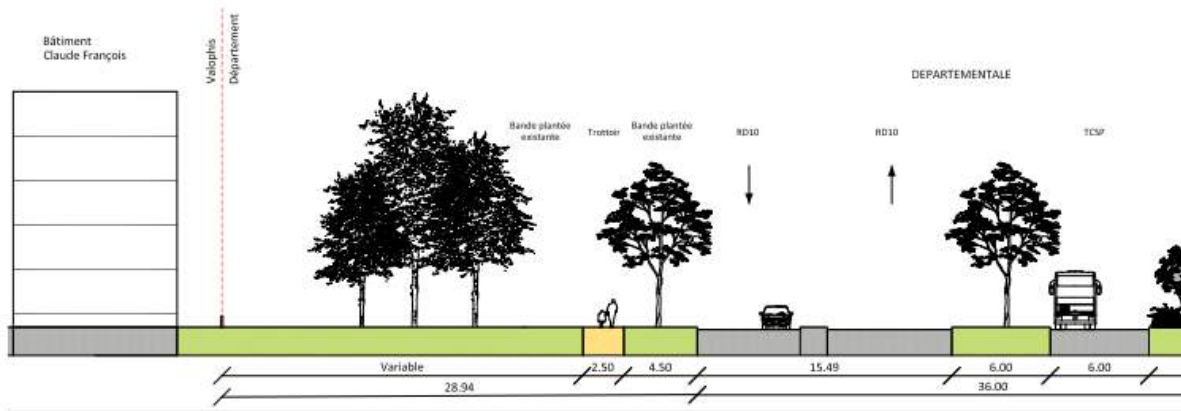 Bâtiment
Claude François
Valophis
Département
DEPARTEMENTALE
Bande plantée
existante
Trottoir
Bande plantée
existante
RD10
RD10
TCSP
Variable
2.50
4.50
15.49
6.00
6.00
28.94
36.00